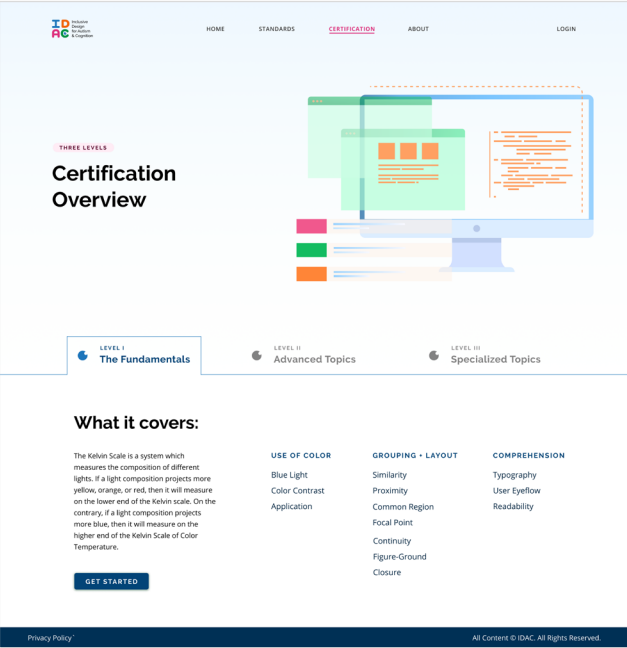 ID
AC
Inclusive
Design
for Autism
& Cognition
HOME
STANDARDS
CERTIFICATION
ABOUT
LOGIN
THREE LEVELS
Certification
Overview
LEVEL I
The Fundamentals
LEVEL II
Advanced Topics
LEVEL III
Specialized Topics
What it covers:
The Kelvin Scale is a system which
measures the composition of different
lights. If a light composition projects more
yellow, orange, or red, then it will measure
on the lower end of the Kelvin scale. On the
contrary, if a light composition projects
more blue, then it will measure on the
higher end of the Kelvin Scale of Color
Temperature.
GET STARTED
USE OF COLOR
Blue Light
Color Contrast
Application
GROUPING + LAYOUT
Similarity
Proximity
Common Region
Focal Point
Continuity
Figure-Ground
Closure
COMPREHENSION
Typography
User Eyeflow
Readability
Privacy Policy`
All Content © IDAC. All Rights Reserved.